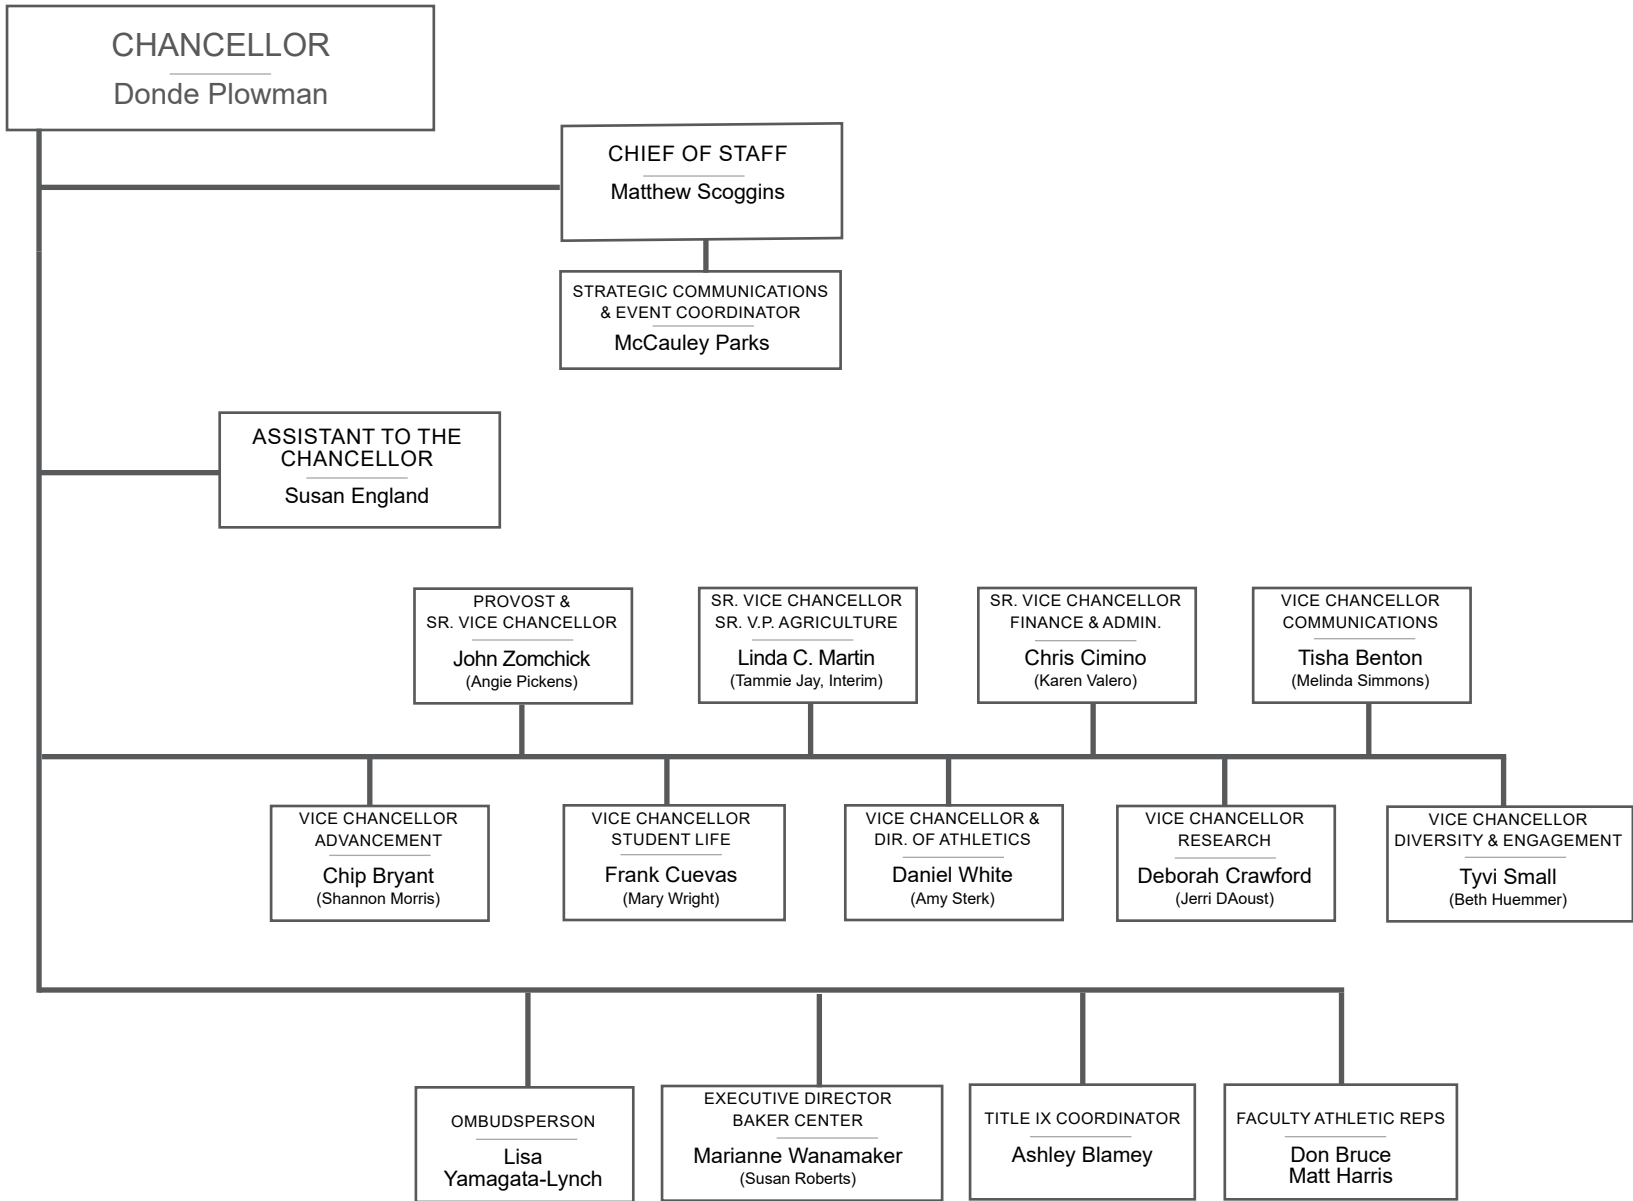 CHANCELLOR
Donde Plowman
CHIEF OF STAFF
Matthew Scoggins
STRATEGIC COMMUNICATIONS
& EVENT COORDINATOR
McCauley Parks
ASSISTANT TO THE
CHANCELLOR
Susan England
PROVOST &
SR. VICE CHANCELLOR
John Zomchick
(Angie Pickens)
SR. VICE CHANCELLOR
SR. V.P. AGRICULTURE
Linda C. Martin
(Tammie Jay, Interim)
SR. VICE CHANCELLOR
FINANCE & ADMIN.
Chris Cimino
(Karen Valero)
VICE CHANCELLOR
COMMUNICATIONS
Tisha Benton
(Melinda Simmons)
VICE CHANCELLOR
ADVANCEMENT
Chip Bryant
(Shannon Morris)
VICE CHANCELLOR
STUDENT LIFE
Frank Cuevas
(Mary Wright)
VICE CHANCELLOR &
DIR. OF ATHLETICS
Daniel White
(Amy Sterk)
VICE CHANCELLOR
RESEARCH
Deborah Crawford
(Jerri DAoust)
VICE CHANCELLOR
DIVERSITY & ENGAGEMENT
Tyvi Small
(Beth Huemmer)
OMBUDSPERSON
Lisa
Yamagata-Lynch
EXECUTIVE DIRECTOR
BAKER CENTER
Marianne Wanamaker
(Susan Roberts)
TITLE IX COORDINATOR
Ashley Blamey
FACULTY ATHLETIC REPS
Don Bruce
Matt Harris